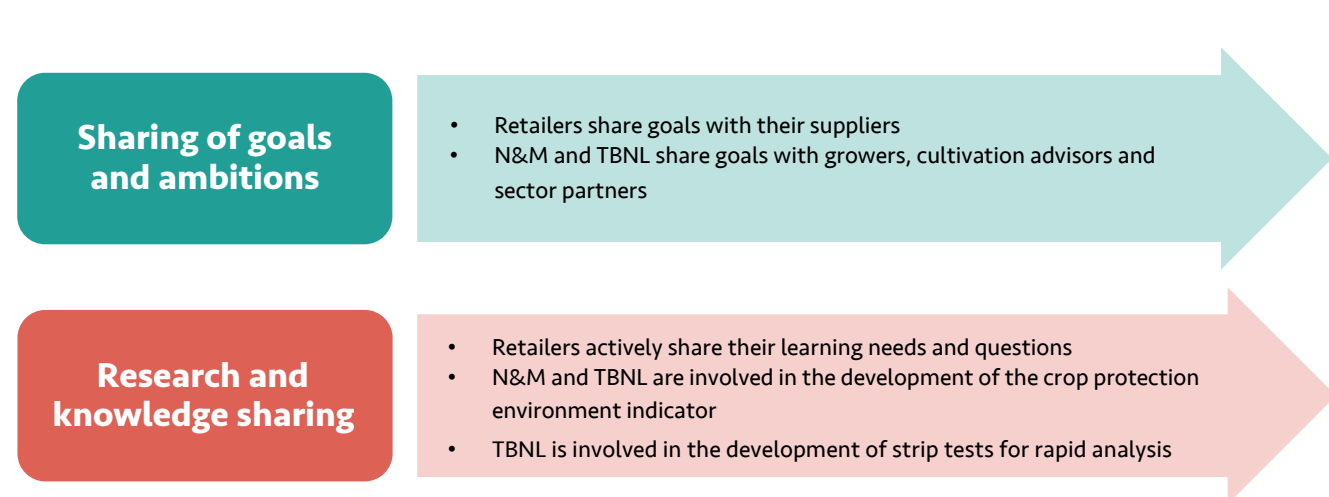 Sharing of goals
and ambitions
• Retailers share goals with their suppliers
• N&M and TBNL share goals with growers, cultivation advisors and
sector partners
Research and
knowledge sharing
• Retailers actively share their learning needs and questions
• N&M and TBNL are involved in the development of the crop protection
environment indicator
• TBNL is involved in the development of strip tests for rapid analysis